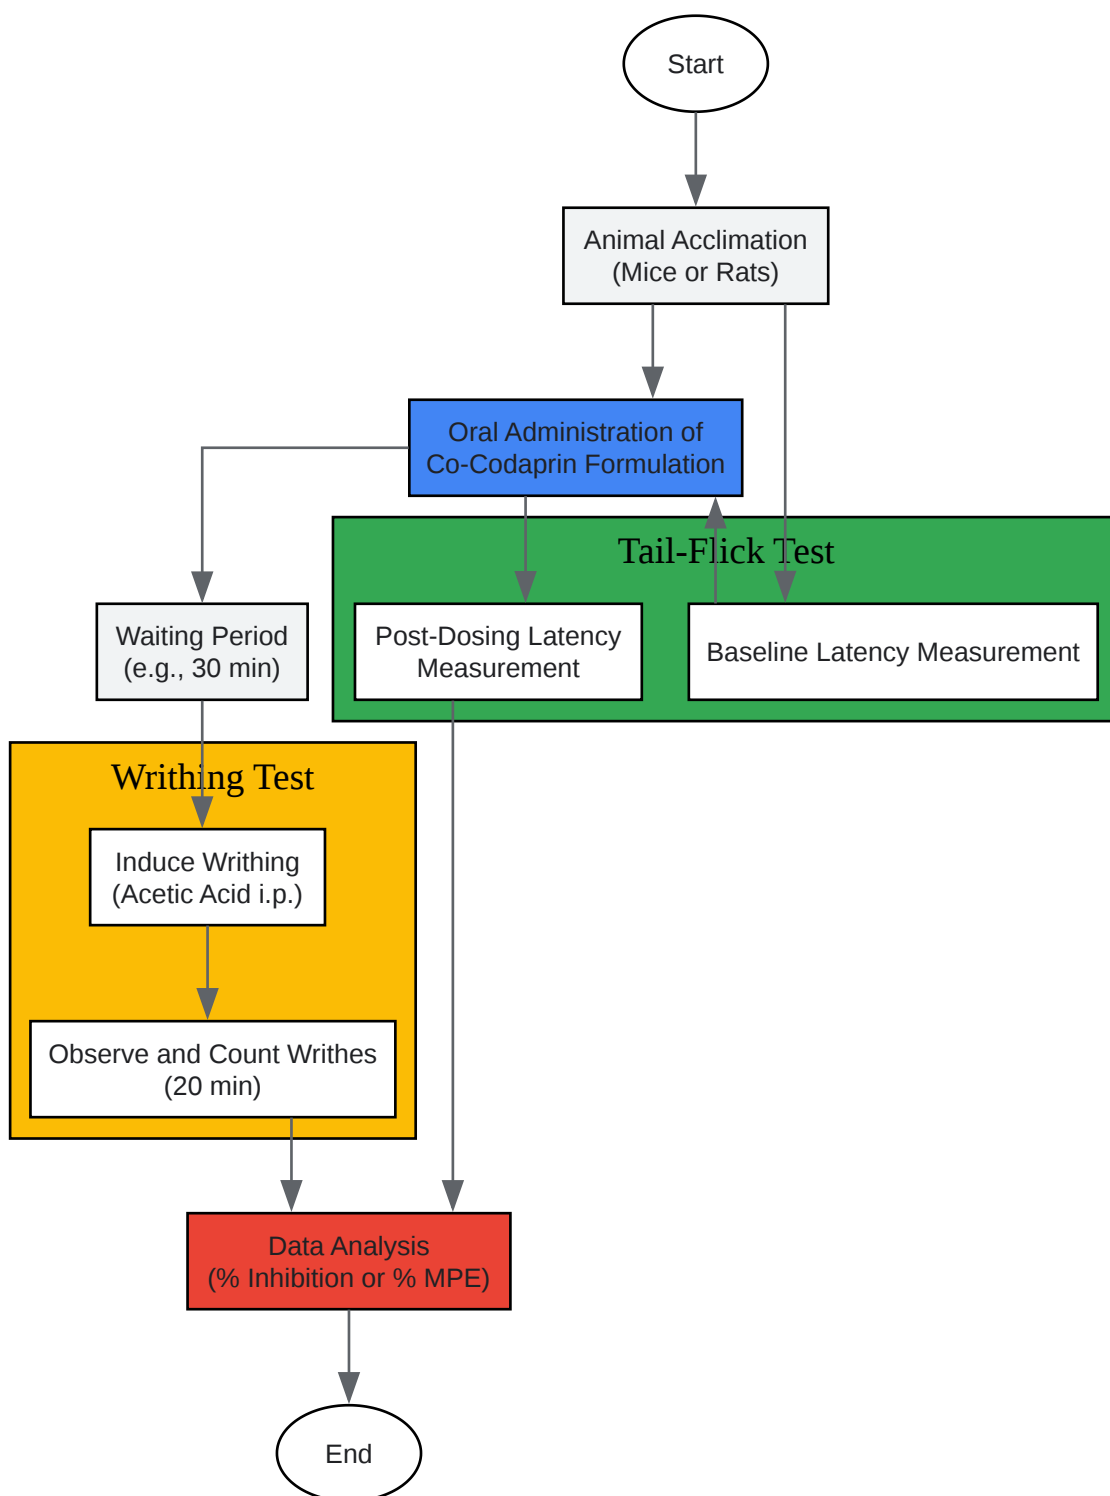 Start
Animal Acclimation
(Mice or Rats)
Oral Administration of
Co-Codaprin Formulation
Tail-Flick Test
Waiting Period
(e.g., 30 min)
Post-Dosing Latency
Measurement
Baseline Latency Measurement
Writhing Test
Induce Writhing
(Acetic Acid i.p.)
Observe and Count Writhes
(20 min)
Data Analysis
(% Inhibition or % MPE)
End